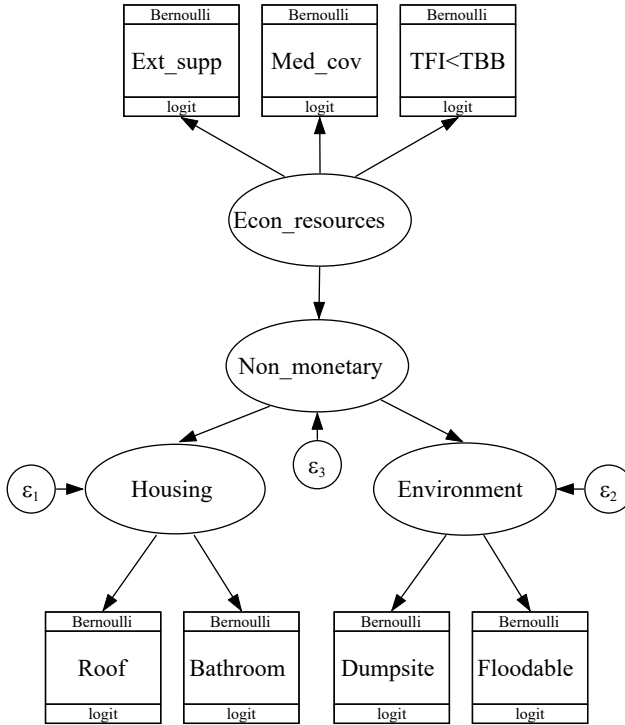 Bernoulli Bernoulli Bernoulli
Ext_supp Med_cov TFI<TBB
logit logit logit
Econ_resources
Non_monetary
ε3
ε1 Housing Environment ε2
Bernoulli Bernoulli Bernoulli Bernoulli
Roof Bathroom Dumpsite Floodable
logit logit logit logit